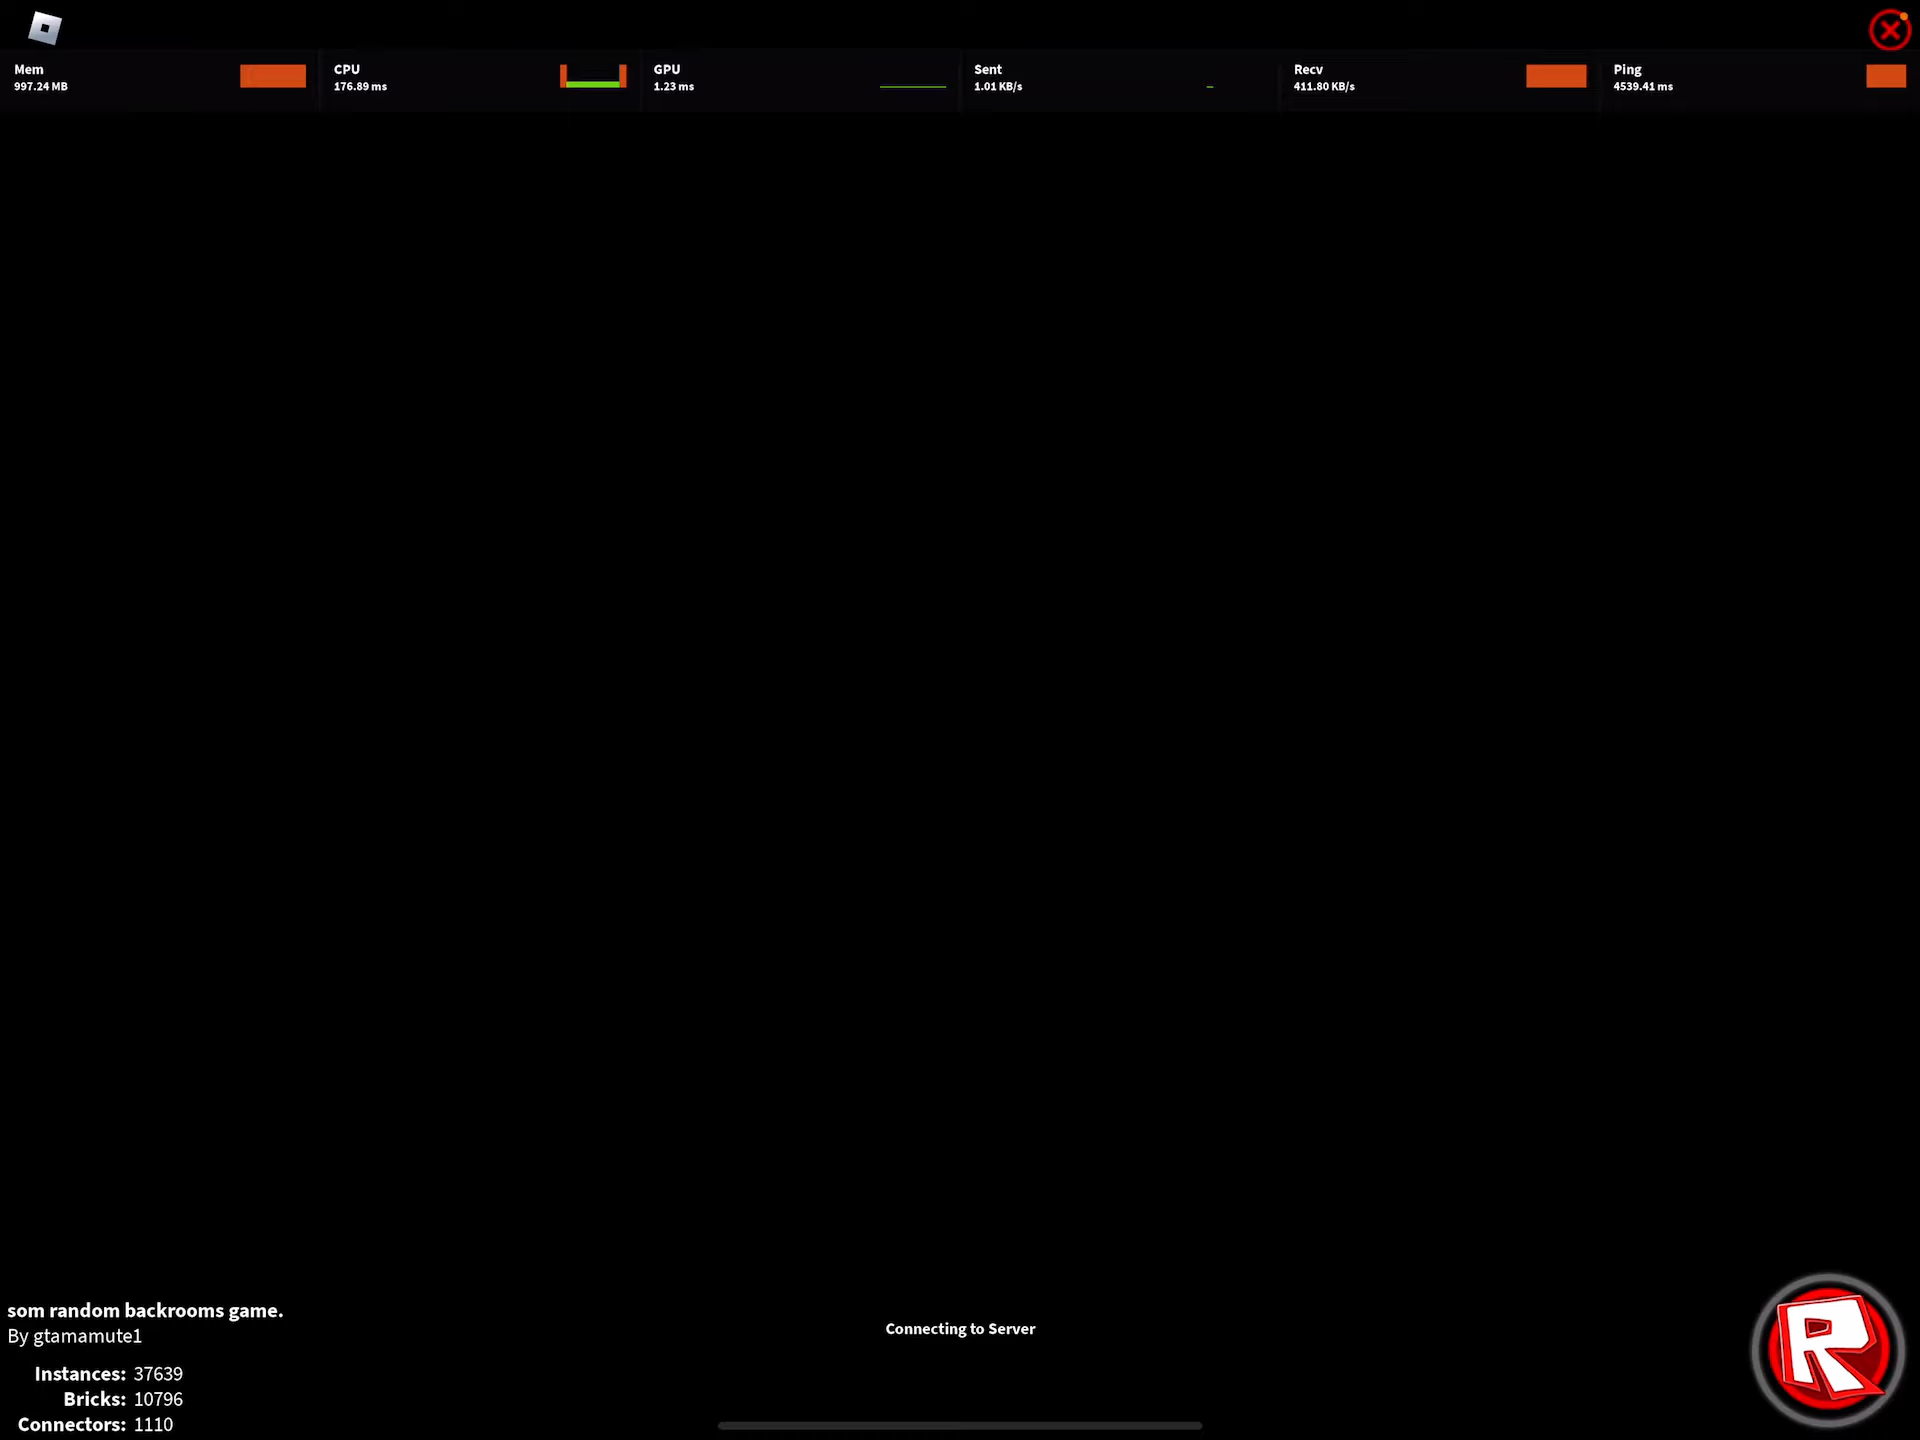 Mem
997.24 MB
CPU
176.89 ms
GPU
1.23 ms
Sent
1.01 KB/s
Recv
411.80 KB/s
Ping
4539.41 ms
som random backrooms game.
By gtamamute1
Instances: 37639
Bricks: 10796
Connectors: 1110
Connecting to Server
R